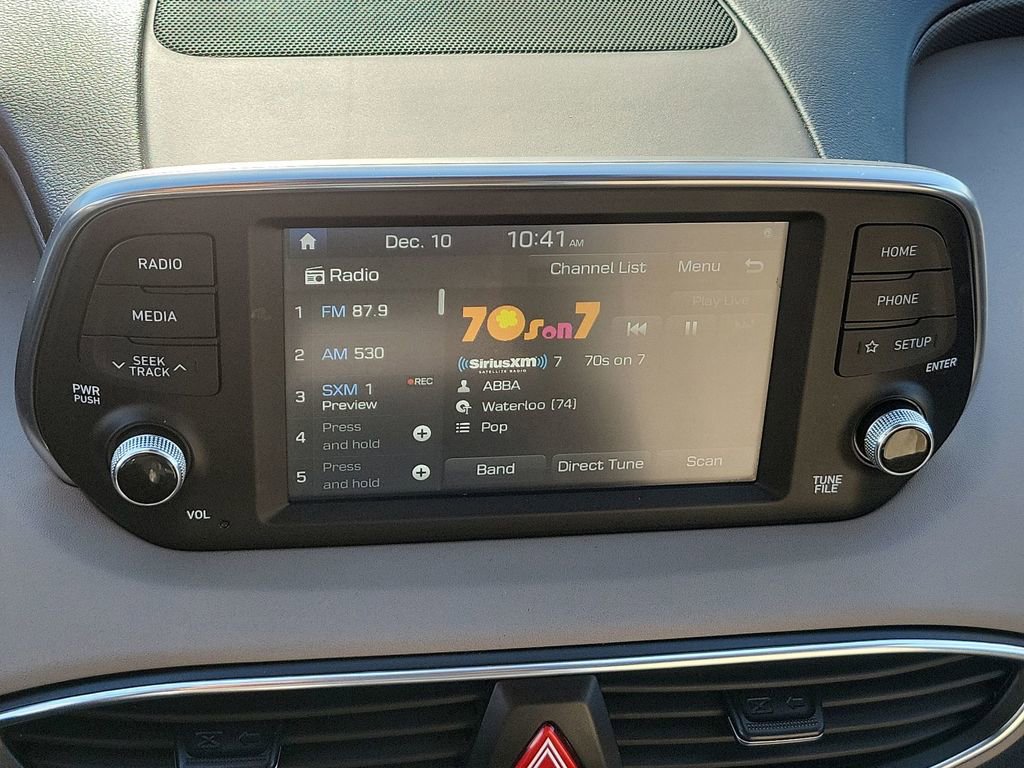 RADIO
MEDIA
SEEK
TRACK
PWR
PUSH
VOL
Dec. 10
10:41 AM
Radio
Channel List
Menu
1 FM 87.9
2 AM 530
3 SXM 1
REC
Preview
4 Press
and hold
5 Press
and hold
70s on 7
Play Live
((SiriusXM)) 7 70s on 7
SATELLITE RADIO
ABBA
Waterloo (74)
Pop
Band
Direct Tune
Scan
HOME
PHONE
SETUP
ENTER
TUNE
FILE